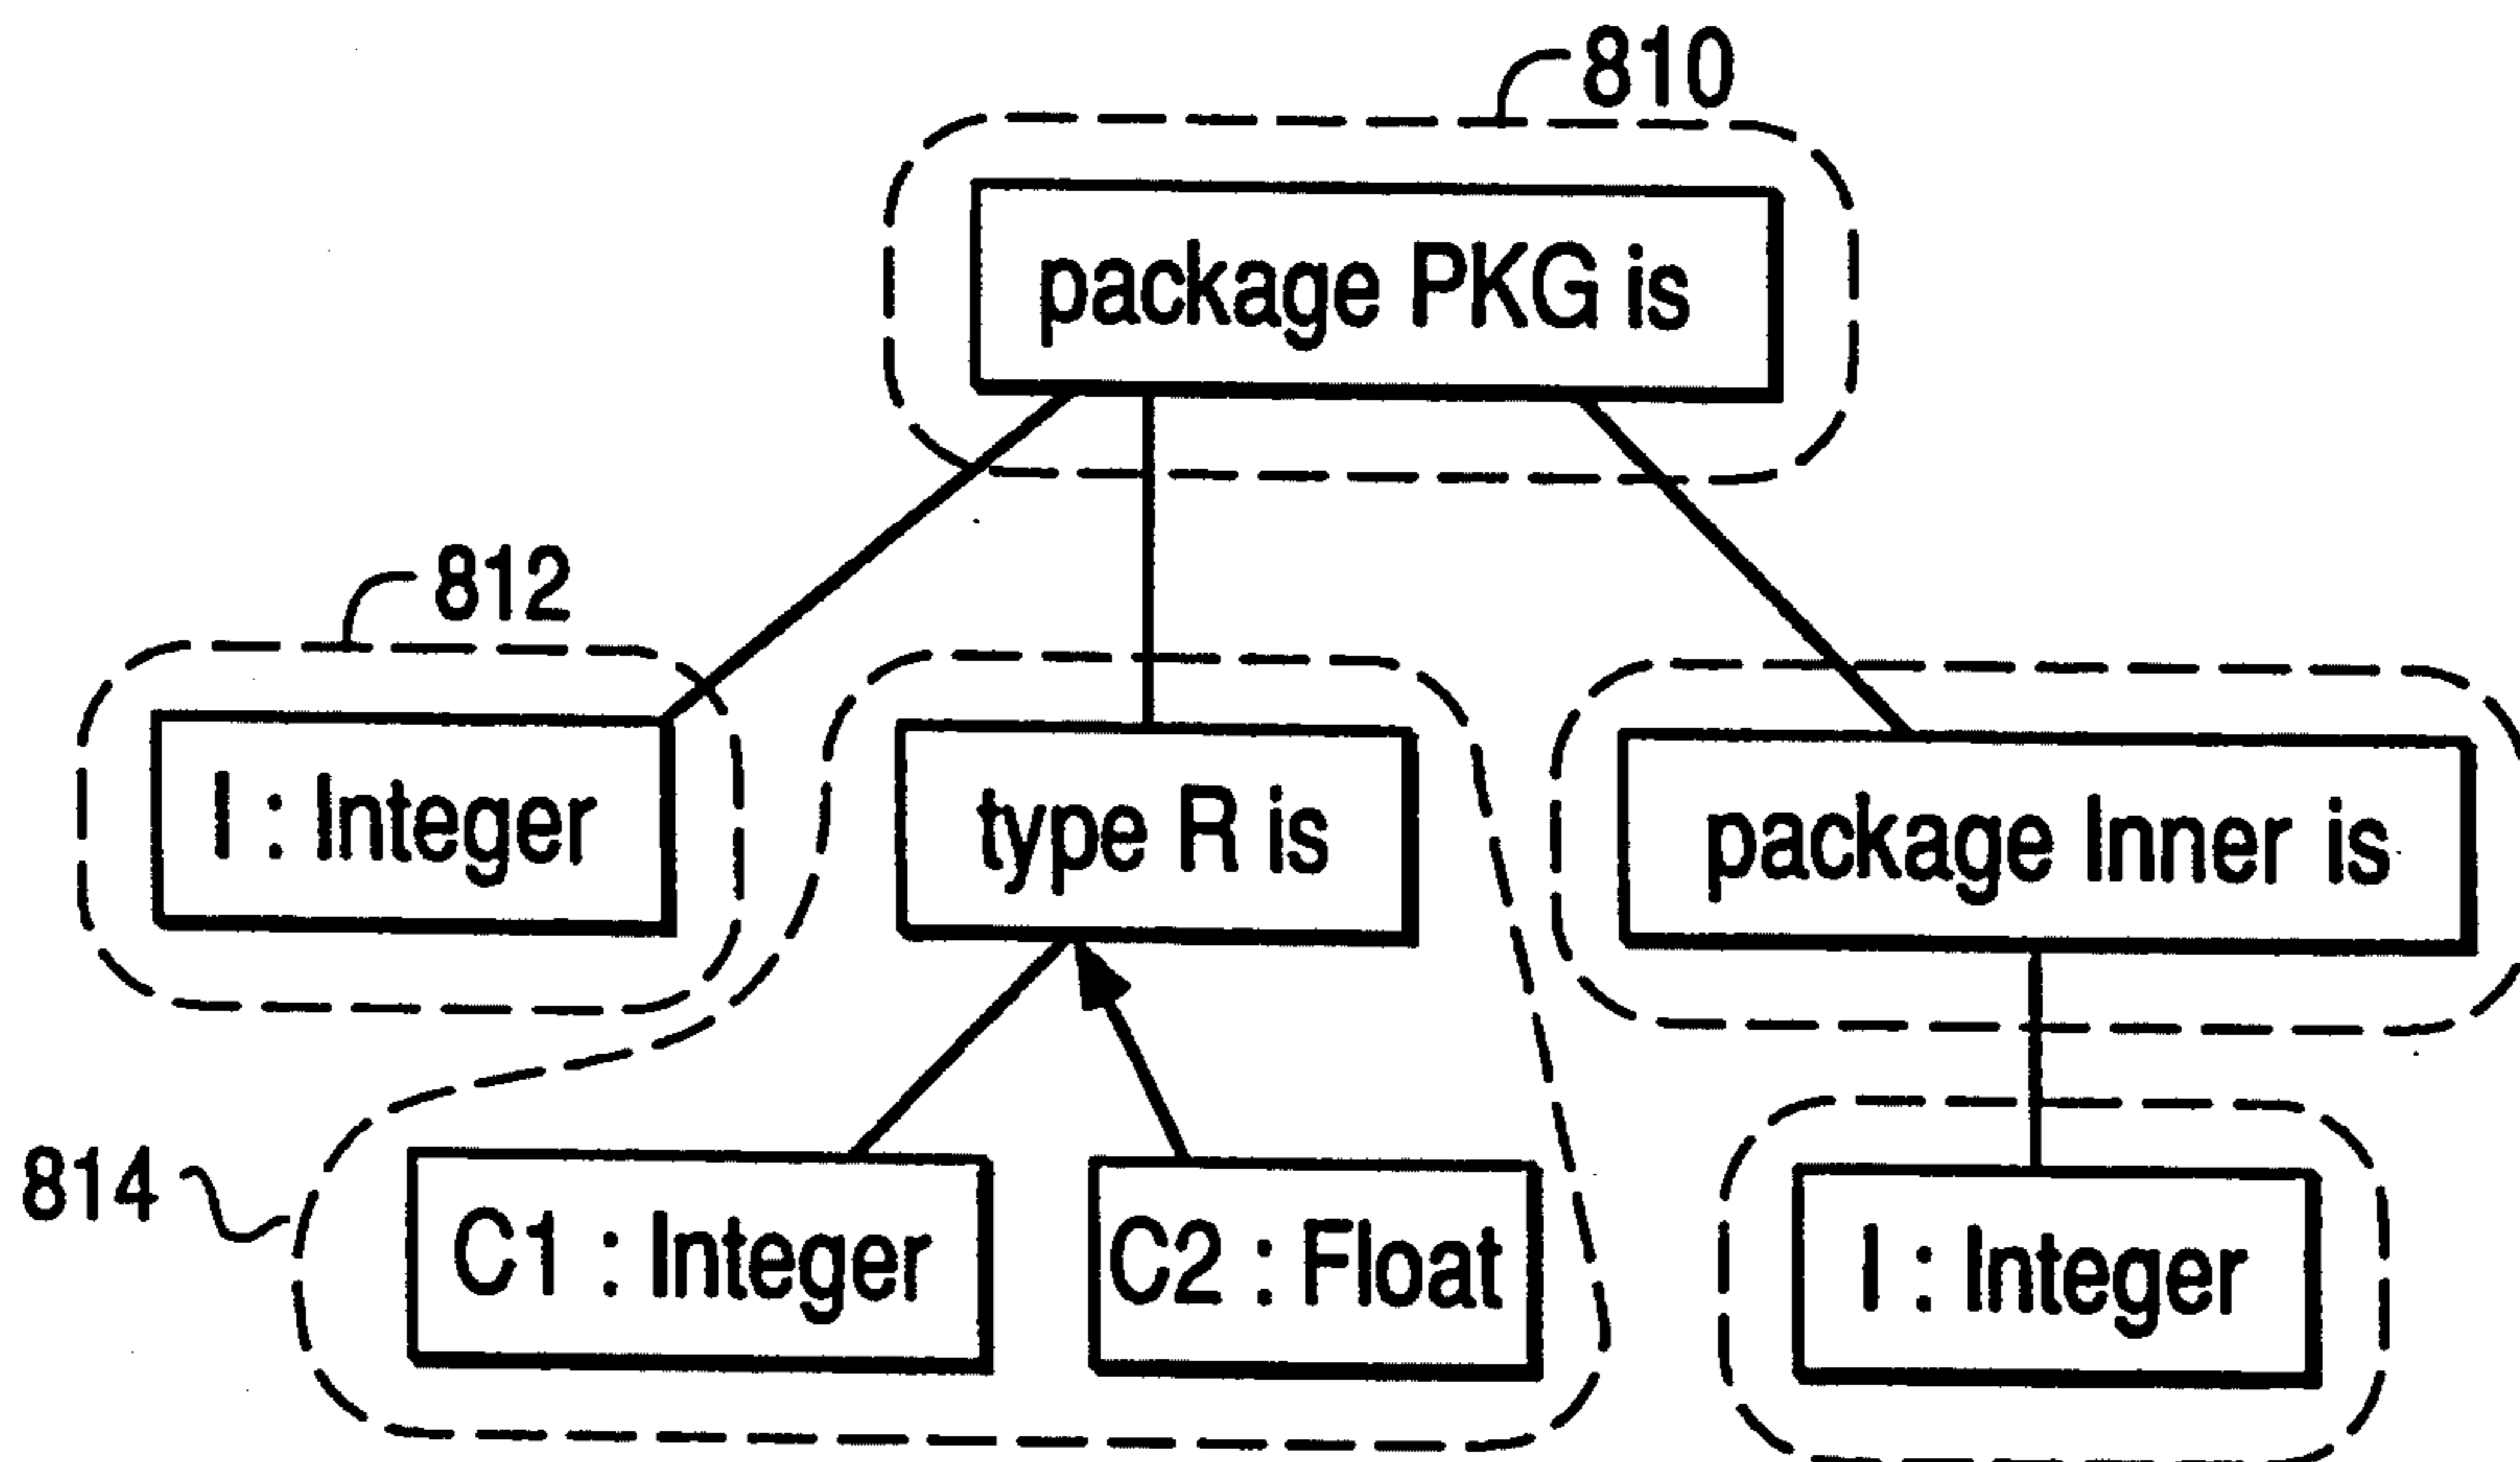 810
package PKG is
812
I : Integer
type R is
package Inner is
814
C1 : Integer
C2 : Float
I : Integer